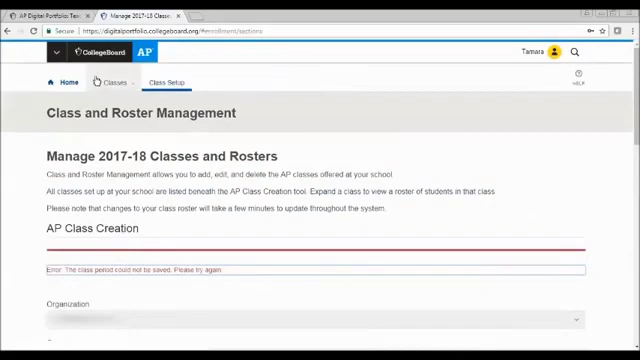 AP Digital Portfolio: Tea
Manage 2017-18 Classes
Secure https://digitalportfolio.collegeboard.org/#enrollment/sections
CollegeBoard AP
Tamara
Home Classes Class Setup
HELP
Class and Roster Management
Manage 2017-18 Classes and Rosters
Class and Roster Management allows you to add, edit, and delete the AP classes offered at your school.
All classes set up at your school are listed beneath the AP Class Creation tool. Expand a class to view a roster of students in that class
Please note that changes to your class roster will take a few minutes to update throughout the system.
AP Class Creation
Error: The class period could not be saved. Please try again
Organization